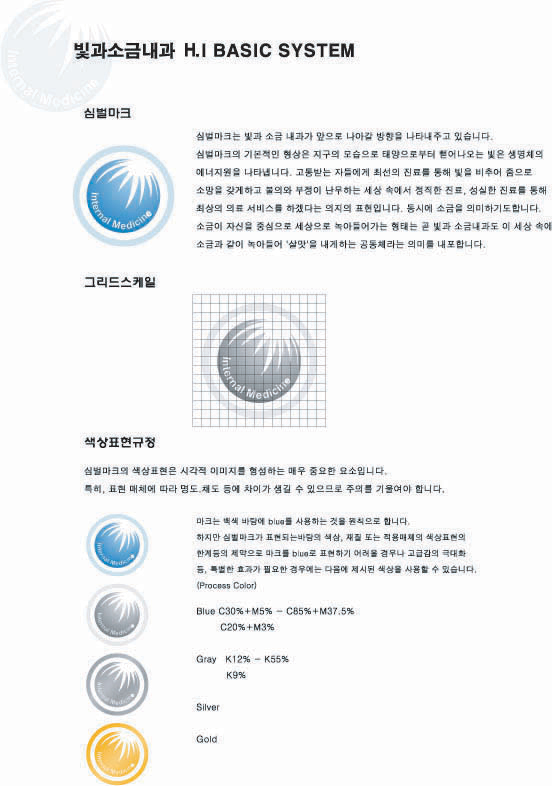 Internal Medicine
빛과소금내과 H.I BASIC SYSTEM
심벌마크
Internal Medicine
심벌마크는 빛과 소금 내과가 앞으로 나아갈 방향을 나타내주고 있습니다.
심벌마크의 기본적인 형상은 지구의 모습으로 태양으로부터 뻗어나오는 빛은 생명체의
에너지원을 나타냅니다. 고통받는 자들에게 최선의 진료를 통해 빛을 비추어 줌으로
소망을 갖게하고 불의와 부정이 난무하는 세상 속에서 정직한 진료, 성실한 진료를 통해
최상의 의료 서비스를 하겠다는 의지의 표현입니다. 동시에 소금을 의미하기도합니다.
소금이 자신을 중심으로 세상으로 녹아들어가는 형태는 곧 빛과 소금내과도 이 세상 속에
소금과 같이 녹아들어 '살맛'을 내게하는 공동체라는 의미를 내포합니다.
그리드스케일
Internal Medicine
색상표현규정
심벌마크의 색상표현은 시각적 이미지를 형성하는 매우 중요한 요소입니다.
특히, 표현 매체에 따라 명도.채도 등에 차이가 생길 수 있으므로 주의를 기울여야 합니다.
Internal Medicine
마크는 백색 바탕에 blue를 사용하는 것을 원칙으로 합니다.
하지만 심벌마크가 표현되는바탕의 색상, 재질 또는 적용매체의 색상표현의
한계등의 제약으로 마크를 blue로 표현하기 어려울 경우나 고급감의 극대화
등, 특별한 효과가 필요한 경우에는 다음에 제시된 색상을 사용할 수 있습니다.
(Process Color)
Internal Medicine
Blue C30%+M5% - C85%+M37.5%
C20%+M3%
Internal Medicine
Gray K12% - K55%
K9%
Silver
Internal Medicine
Gold